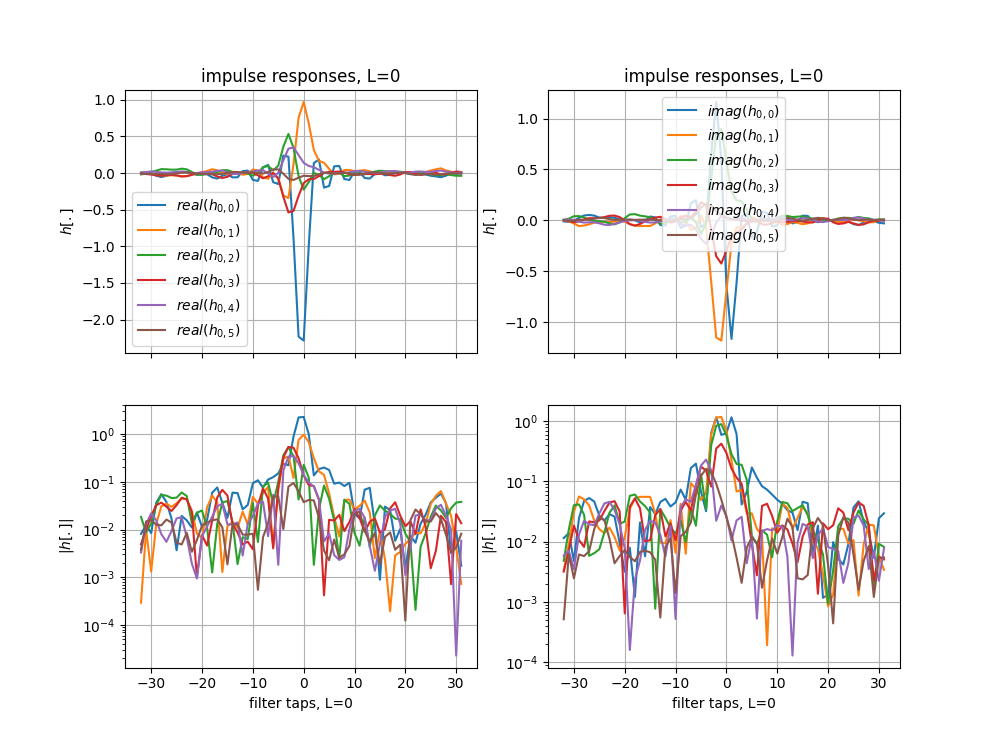 impulse responses, L=0
impulse responses, L=0
1.0
0.5
0.0
−0.5
−1.0
−1.5
−2.0
h[.]
real(h0,0)
real(h0,1)
real(h0,2)
real(h0,3)
real(h0,4)
real(h0,5)
1.0
0.5
0.0
−0.5
−1.0
h[.]
imag(h0,0)
imag(h0,1)
imag(h0,2)
imag(h0,3)
imag(h0,4)
imag(h0,5)
10^0
10^−1
10^−2
10^−3
10^−4
|h[.]|
−30 −20 −10 0 10 20 30
filter taps, L=0
10^0
10^−1
10^−2
10^−3
10^−4
|h[.]|
−30 −20 −10 0 10 20 30
filter taps, L=0